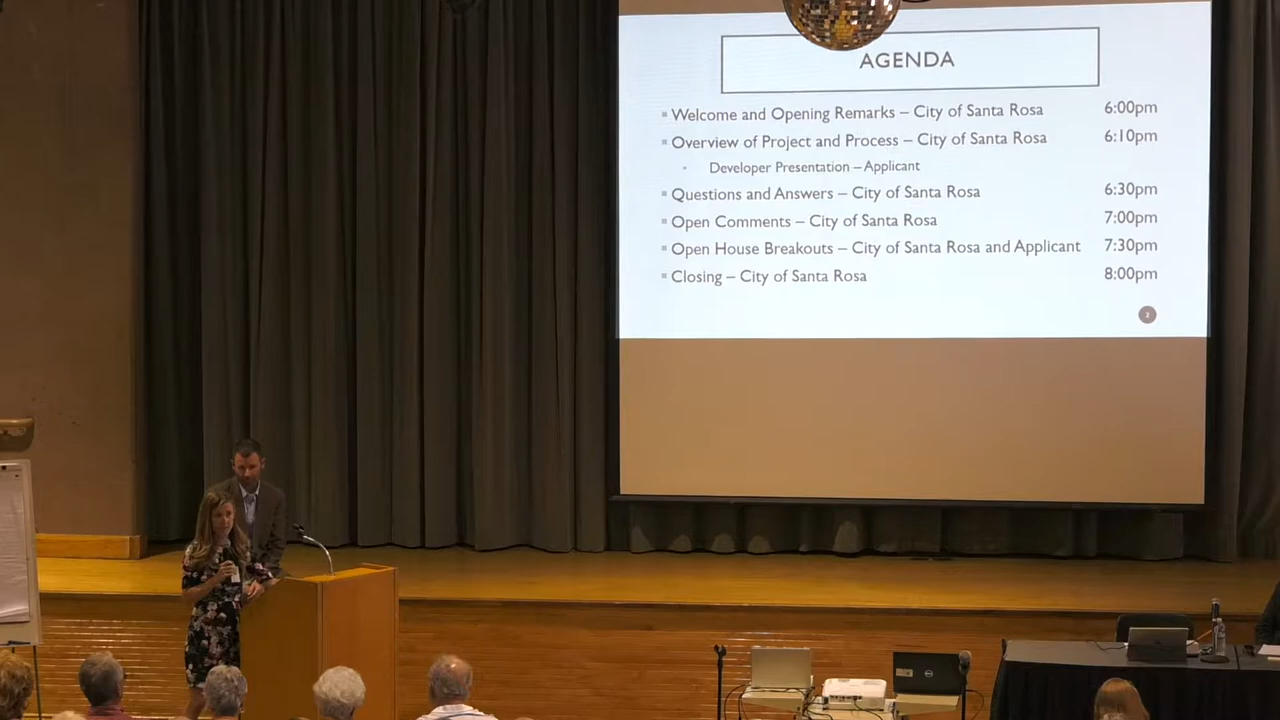 AGENDA
Welcome and Opening Remarks – City of Santa Rosa 6:00pm
Overview of Project and Process – City of Santa Rosa 6:10pm
Developer Presentation – Applicant
Questions and Answers – City of Santa Rosa 6:30pm
Open Comments – City of Santa Rosa 7:00pm
Open House Breakouts – City of Santa Rosa and Applicant 7:30pm
Closing – City of Santa Rosa 8:00pm
2
DELL